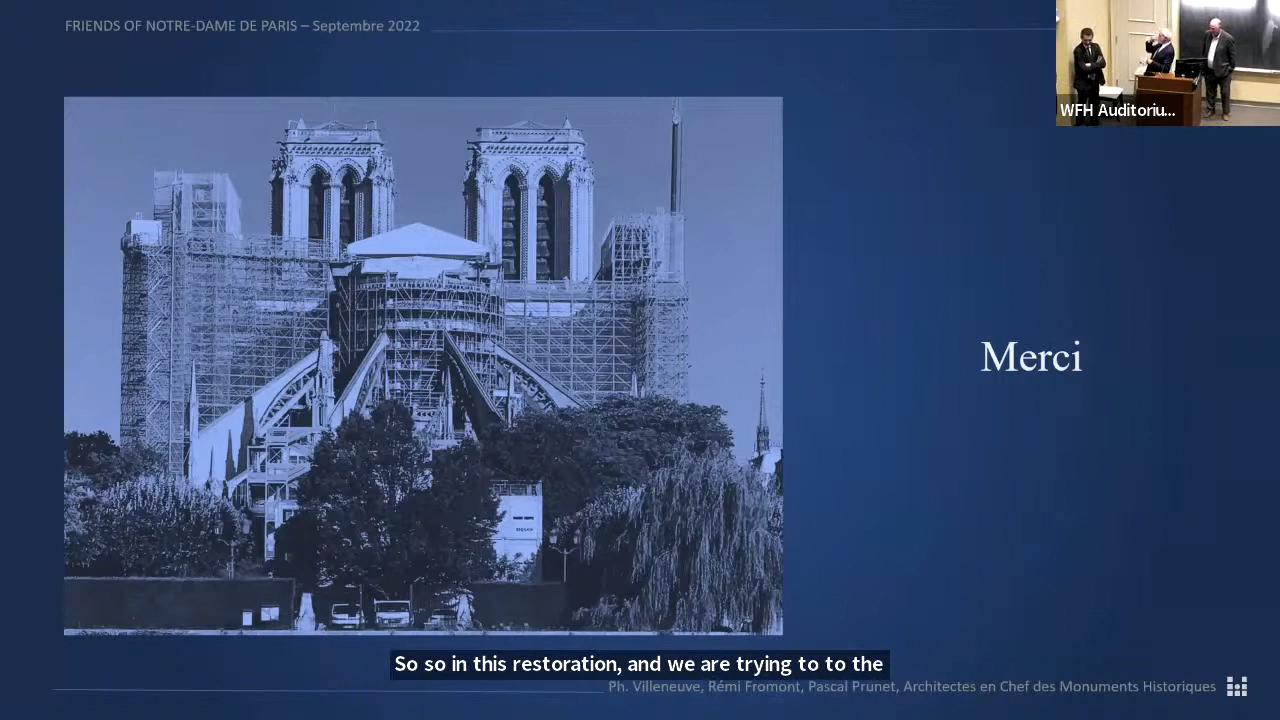 FRIENDS OF NOTRE-DAME DE PARIS – Septembre 2022
WFH Auditoriu...
Merci
So so in this restoration, and we are trying to to the
Ph. Villeneuve, Rémi Fromont, Pascal Prunet, Architectes en Chef des Monuments Historiques